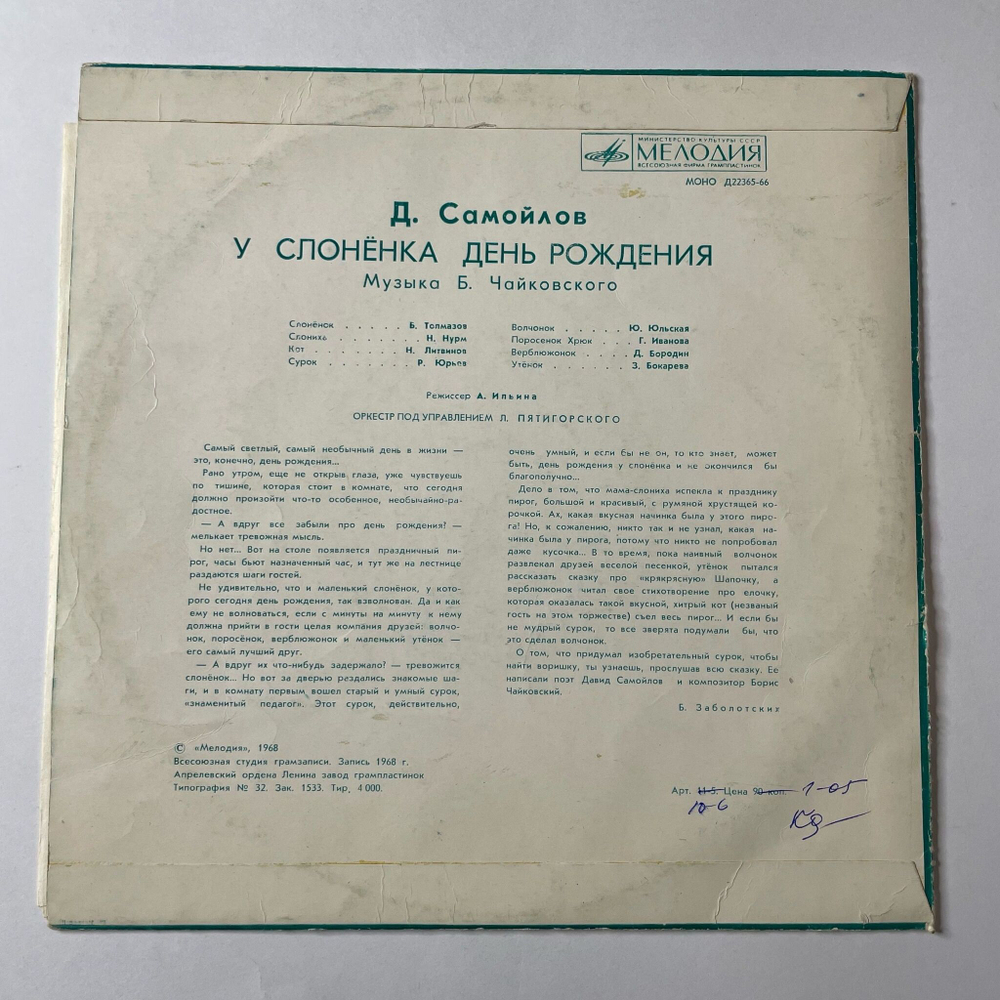 МИНИСТЕРСТВО КУЛЬТУРЫ СССР
МЕЛОДИЯ
ВСЕСОЮЗНАЯ ФИРМА ГРАМПЛАСТИНОК
МОНО Д22365-66
Д. Самойлов
У СЛОНЁНКА ДЕНЬ РОЖДЕНИЯ
Музыка Б. Чайковского
Слонёнок . . . . . Б. Толмазов
Слониха . . . . . . . Н. Нурм
Кот . . . . . . . Н. Литвинов
Сурок . . . . . . . Р. Юрьев
Волчонок . . . . . Ю. Юльская
Поросенок Хрюк . . . Г. Иванова
Верблюжонок . . . . Д. Бородин
Утёнок . . . . . . З. Бокарева
Режиссер А. Ильина
ОРКЕСТР ПОД УПРАВЛЕНИЕМ Л. ПЯТИГОРСКОГО
Самый светлый, самый необычный день в жизни —
это, конечно, день рождения...
Рано утром, еще не открыв глаза, уже чувствуешь
по тишине, которая стоит в комнате, что сегодня
должно произойти что-то особенное, необычайно-ра-
достное.
— А вдруг все забыли про день рождения? —
мелькает тревожная мысль.
Но нет... Вот на столе появляется праздничный пи-
рог, часы бьют назначенный час, и тут же на лестнице
раздаются шаги гостей.
Не удивительно, что и маленький слонёнок, у кото-
рого сегодня день рождения, так взволнован. Да и как
ему не волноваться, если с минуты на минуту к нему
должна прийти в гости целая компания друзей: волчо-
нок, поросёнок, верблюжонок и маленький утёнок —
его самый лучший друг.
— А вдруг их что-нибудь задержало? — тревожится
слонёнок... Но вот за дверью раздались знакомые ша-
ги, и в комнату первым вошел старый и умный сурок,
«знаменитый педагог». Этот сурок, действительно,
очень умный, и если бы не он, то кто знает, может
быть, день рождения у слонёнка и не окончился бы
благополучно...
Дело в том, что мама-слониха испекла к празднику
пирог, большой и красивый, с румяной хрустящей ко-
рочкой. Ах, какая вкусная начинка была у этого пиро-
га! Но, к сожалению, никто так и не узнал, какая на-
чинка была у пирога, потому что никто не попробовал
даже кусочка... В то время, пока наивный волчонок
развлекал друзей веселой песенкой, утёнок пытался
рассказать сказку про «крякрясную» Шапочку, а
верблюжонок читал свое стихотворение про елочку,
которая оказалась такой вкусной, хитрый кот (незваный
гость на этом торжестве) съел весь пирог... И если бы
не мудрый сурок, то все зверята подумали бы, что
это сделал волчонок.
О том, что придумал изобретательный сурок, чтобы
найти воришку, ты узнаешь, прослушав всю сказку. Ее
написали поэт Давид Самойлов и композитор Борис
Чайковский.
Б. Заболотских
© «Мелодия», 1968
Всесоюзная студия грамзаписи. Запись 1968 г.
Апрелевский ордена Ленина завод грампластинок
Типография № 32. Зак. 1533. Тир. 4 000.
Арт. 11-5. Цена 90 коп. 1-05
10-6